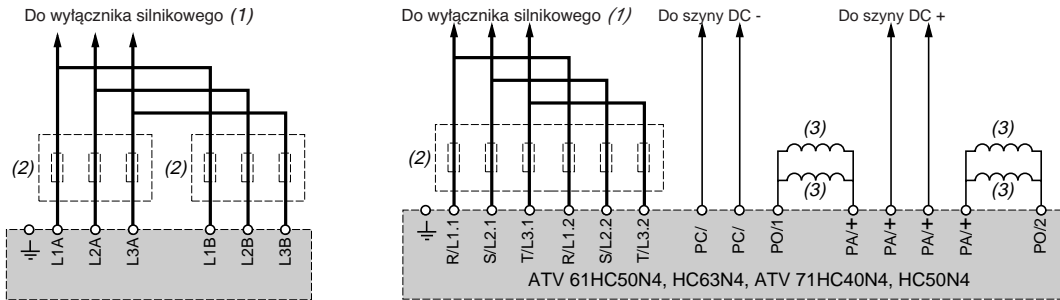 Do wyłącznika silnikowego (1)
(2)
(2)
L1A
L2A
L3A
L1B
L2B
L3B
Do wyłącznika silnikowego (1)
Do szyny DC -
Do szyny DC +
(2)
(3)
(3)
(3)
(3)
R/L1.1
S/L2.1
T/L3.1
R/L1.2
S/L2.2
T/L3.2
PC/
PC/
PO/1
PA/+
PA/+
PA/+
PA/+
PO/2
ATV 61HC50N4, HC63N4, ATV 71HC40N4, HC50N4